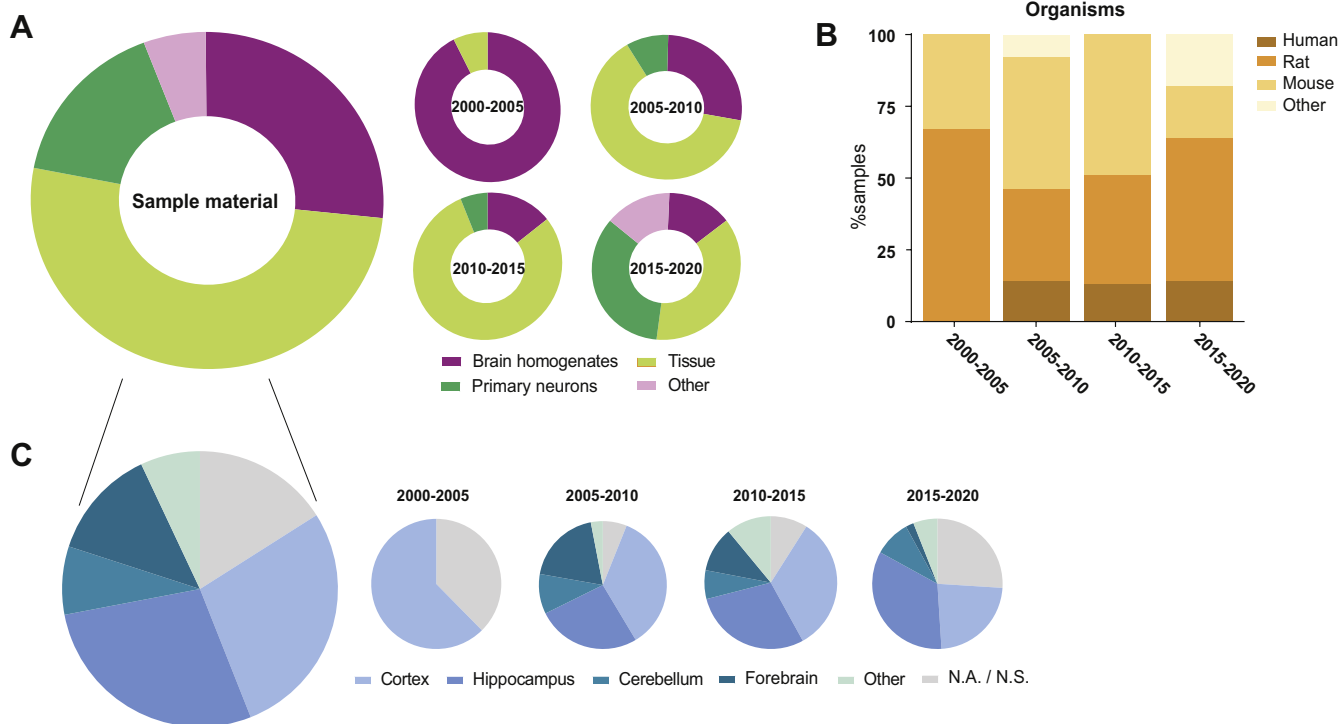 A
Sample material
2000-2005
2005-2010
2010-2015
2015-2020
Brain homogenates
Tissue
Primary neurons
Other
B
Organisms
%samples
100
75
50
25
0
2000-2005
2005-2010
2010-2015
2015-2020
Human
Rat
Mouse
Other
C
2000-2005
2005-2010
2010-2015
2015-2020
Cortex
Hippocampus
Cerebellum
Forebrain
Other
N.A. / N.S.